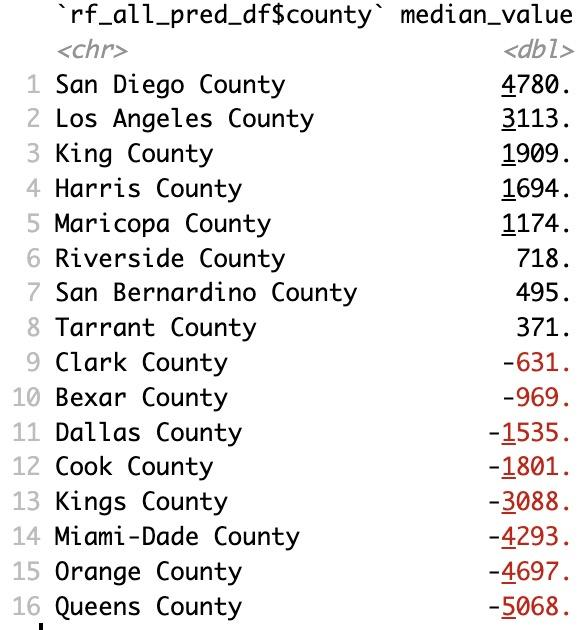 `rf_all_pred_df$county` median_value
<chr> <dbl>
1 San Diego County 4780.
2 Los Angeles County 3113.
3 King County 1909.
4 Harris County 1694.
5 Maricopa County 1174.
6 Riverside County 718.
7 San Bernardino County 495.
8 Tarrant County 371.
9 Clark County -631.
10 Bexar County -969.
11 Dallas County -1535.
12 Cook County -1801.
13 Kings County -3088.
14 Miami-Dade County -4293.
15 Orange County -4697.
16 Queens County -5068.